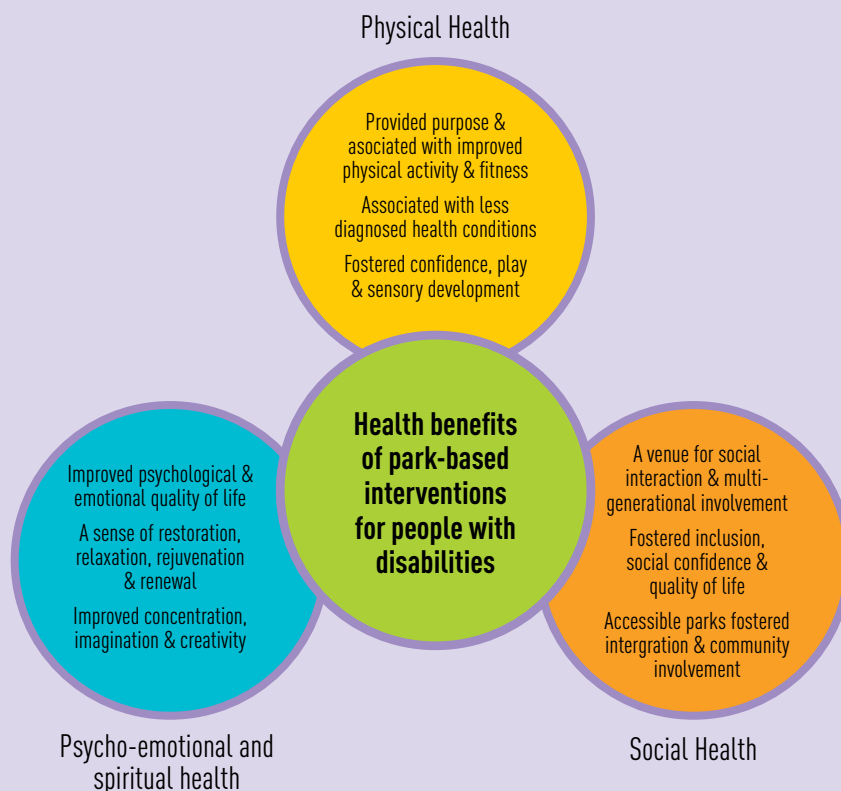 Physical Health
Provided purpose &
asociated with improved
physical activity & fitness
Associated with less
diagnosed health conditions
Fostered confidence, play
& sensory development
Health benefits
of park-based
interventions
for people with
disabilities
Improved psychological &
emotional quality of life
A sense of restoration,
relaxation, rejuvenation
& renewal
Improved concentration,
imagination & creativity
Psycho-emotional and
spiritual health
A venue for social
interaction & multi-
generational involvement
Fostered inclusion,
social confidence &
quality of life
Accessible parks fostered
intergration & community
involvement
Social Health